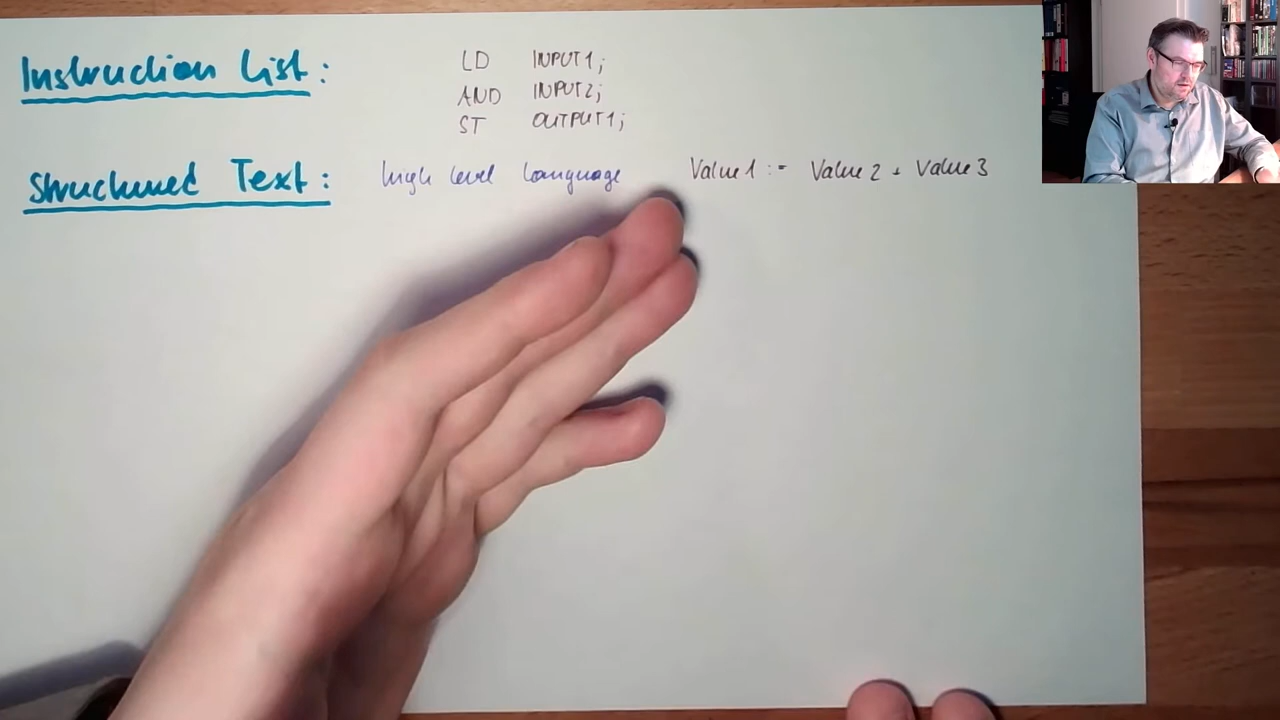 Instruction List: LD INPUT1;
AND INPUT2;
ST OUTPUT1;
Structured Text: high level Language Value1 := Value2 + Value3